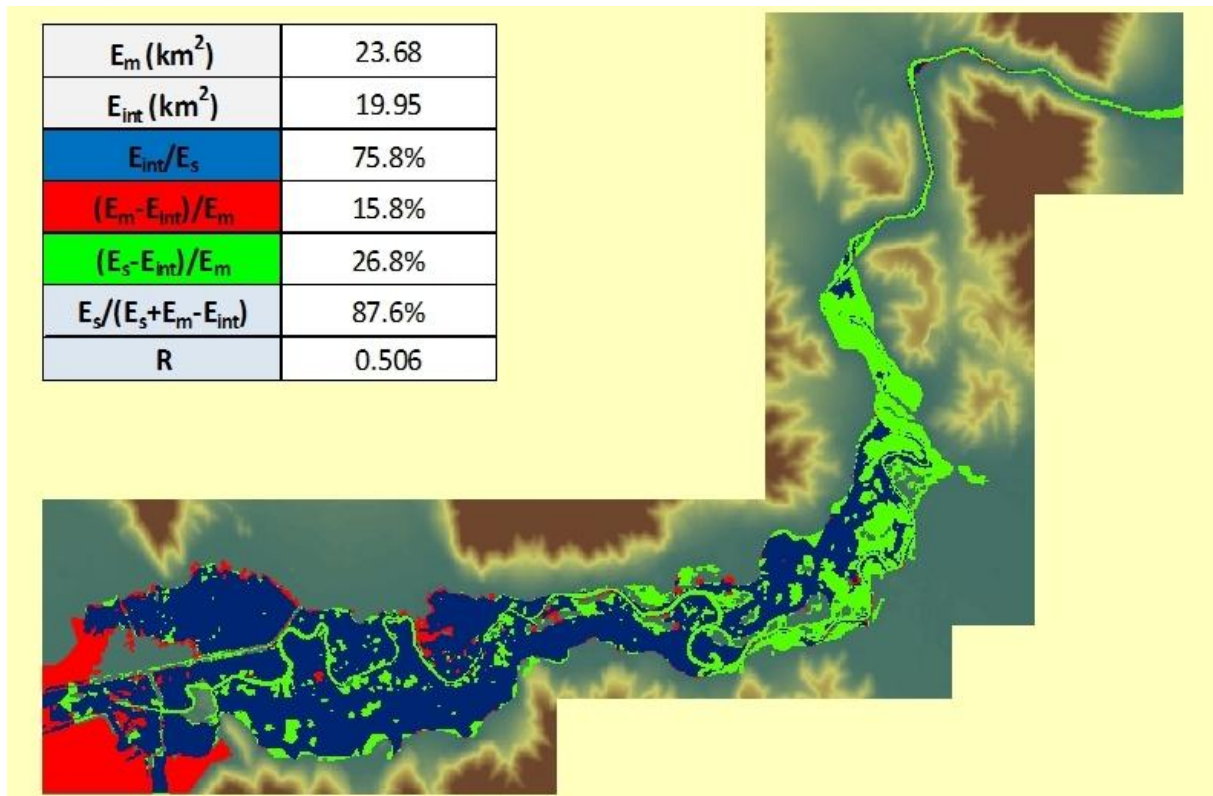 Em (km2) 23.68
Eint (km2) 19.95
Eint/Es 75.8%
(Em-Eint)/Em 15.8%
(Es-Eint)/Em 26.8%
Es/(Es+Em-Eint) 87.6%
R 0.506